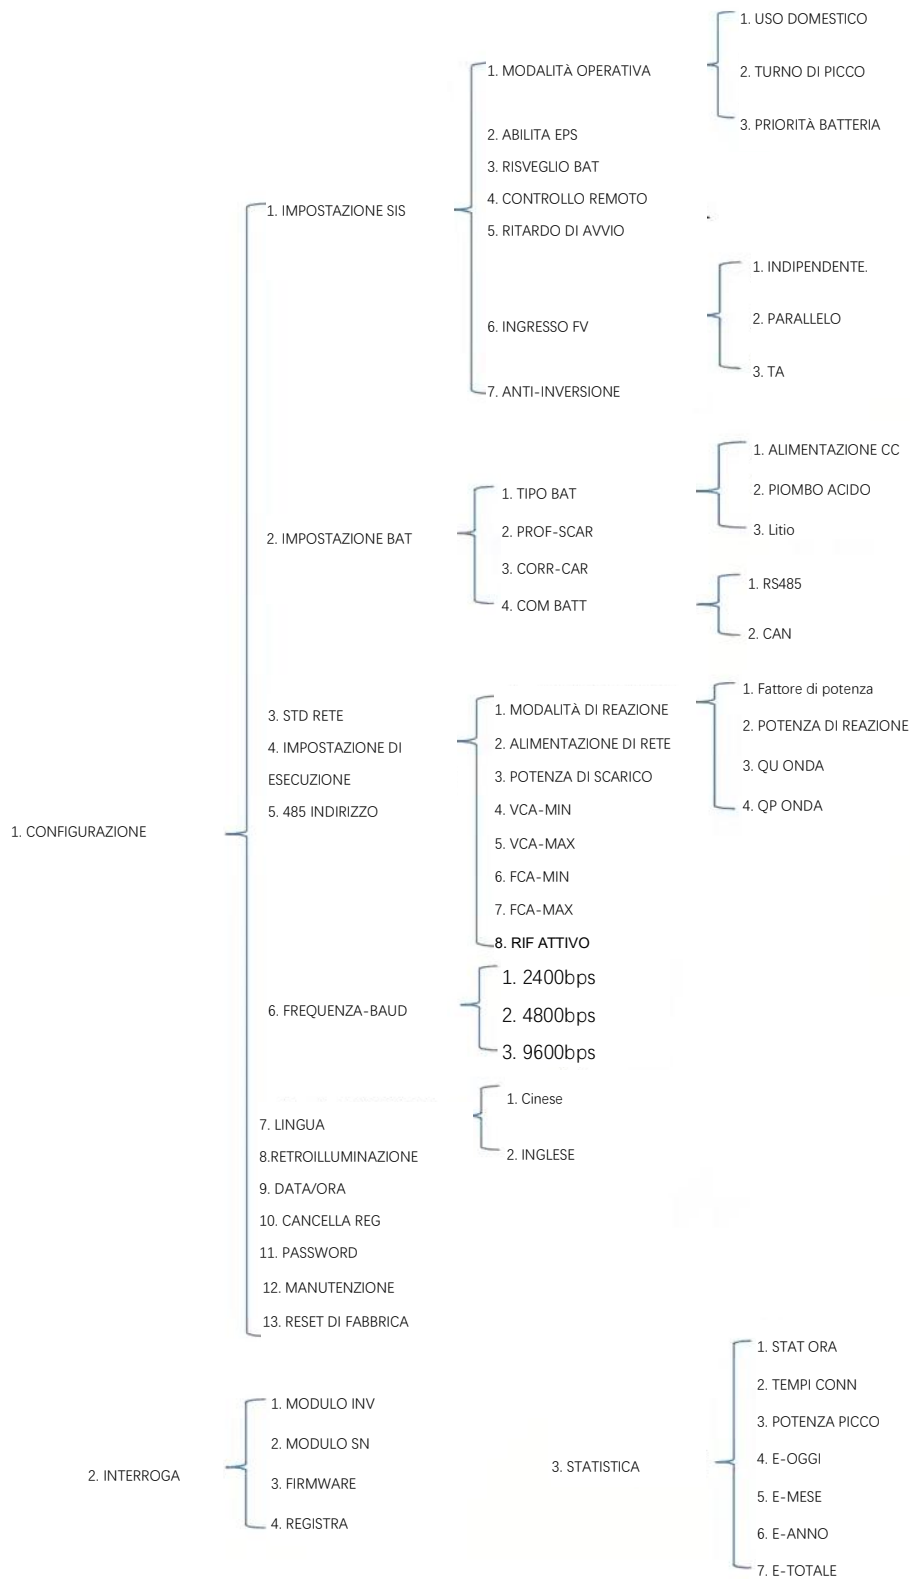 1. CONFIGURAZIONE
1. IMPOSTAZIONE SIS
1. MODALITÀ OPERATIVA
1. USO DOMESTICO
2. TURNO DI PICCO
3. PRIORITÀ BATTERIA
2. ABILITA EPS
3. RISVEGLIO BAT
4. CONTROLLO REMOTO
5. RITARDO DI AVVIO
6. INGRESSO FV
1. INDIPENDENTE.
2. PARALLELO
3. TA
7. ANTI-INVERSIONE
2. IMPOSTAZIONE BAT
1. TIPO BAT
1. ALIMENTAZIONE CC
2. PIOMBO ACIDO
3. Litio
2. PROF-SCAR
3. CORR-CAR
4. COM BATT
1. RS485
2. CAN
3. STD RETE
4. IMPOSTAZIONE DI
ESECUZIONE
1. MODALITÀ DI REAZIONE
1. Fattore di potenza
2. POTENZA DI REAZIONE
3. QU ONDA
4. QP ONDA
2. ALIMENTAZIONE DI RETE
3. POTENZA DI SCARICO
4. VCA-MIN
5. VCA-MAX
6. FCA-MIN
7. FCA-MAX
8. RIF ATTIVO
5. 485 INDIRIZZO
6. FREQUENZA-BAUD
1. 2400bps
2. 4800bps
3. 9600bps
7. LINGUA
1. Cinese
2. INGLESE
8.RETROILLUMINAZIONE
9. DATA/ORA
10. CANCELLA REG
11. PASSWORD
12. MANUTENZIONE
13. RESET DI FABBRICA
2. INTERROGA
1. MODULO INV
2. MODULO SN
3. FIRMWARE
4. REGISTRA
3. STATISTICA
1. STAT ORA
2. TEMPI CONN
3. POTENZA PICCO
4. E-OGGI
5. E-MESE
6. E-ANNO
7. E-TOTALE